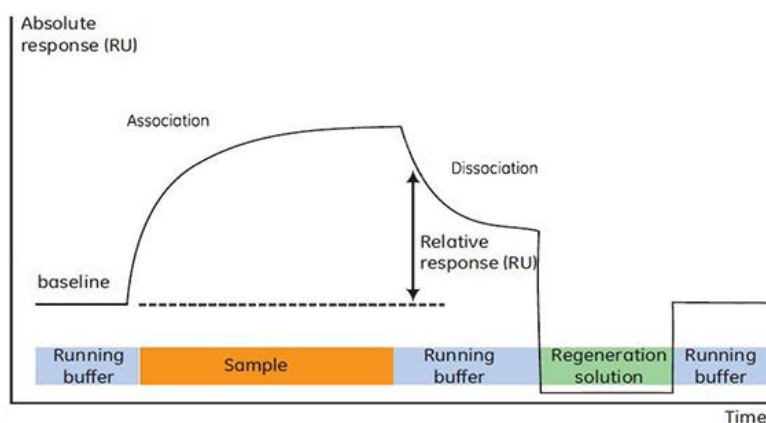 Absolute
response (RU)
Association
Dissociation
Relative
response (RU)
baseline
Running
buffer
Sample
Running
buffer
Regeneration
solution
Running
buffer
Time